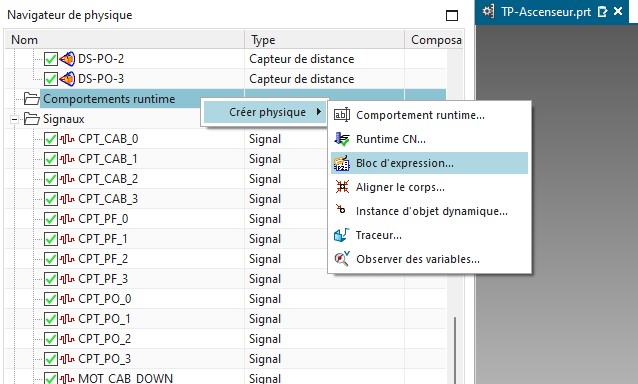 Navigateur de physique
TP-Ascenseur.prt
Nom Type Composa
DS-PO-2 Capteur de distance
DS-PO-3 Capteur de distance
Comportements runtime
Créer physique
Comportement runtime...
Runtime CN...
Bloc d'expression...
Aligner le corps...
Instance d'objet dynamique...
Traceur...
Observer des variables...
Signaux
CPT_CAB_0 Signal
CPT_CAB_1 Signal
CPT_CAB_2 Signal
CPT_CAB_3 Signal
CPT_PF_0 Signal
CPT_PF_1 Signal
CPT_PF_2 Signal
CPT_PF_3 Signal
CPT_PO_0 Signal
CPT_PO_1 Signal
CPT_PO_2 Signal
CPT_PO_3 Signal
MOT_CAB_DOWN Signal